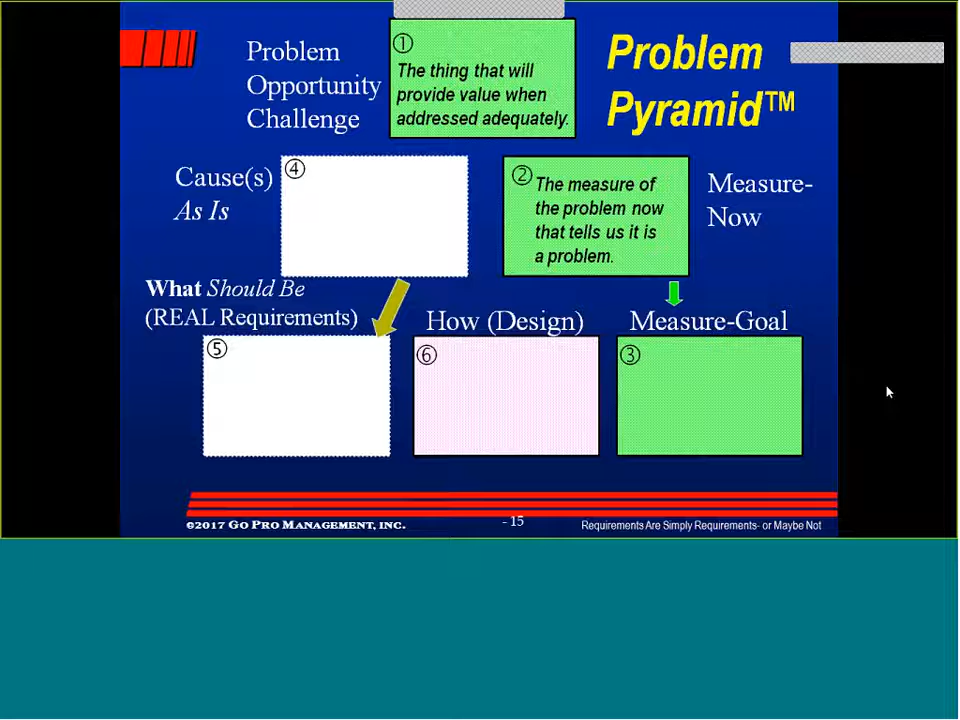 Problem
Opportunity
Challenge
①
The thing that will
provide value when
addressed adequately.
Problem
Pyramid™
Cause(s)
As Is
④
②
The measure of
the problem now
that tells us it is
a problem.
Measure-
Now
What Should Be
(REAL Requirements)
How (Design)
Measure-Goal
⑤
⑥
③
©2017 GO PRO MANAGEMENT, INC.
- 15
Requirements Are Simply Requirements- or Maybe Not